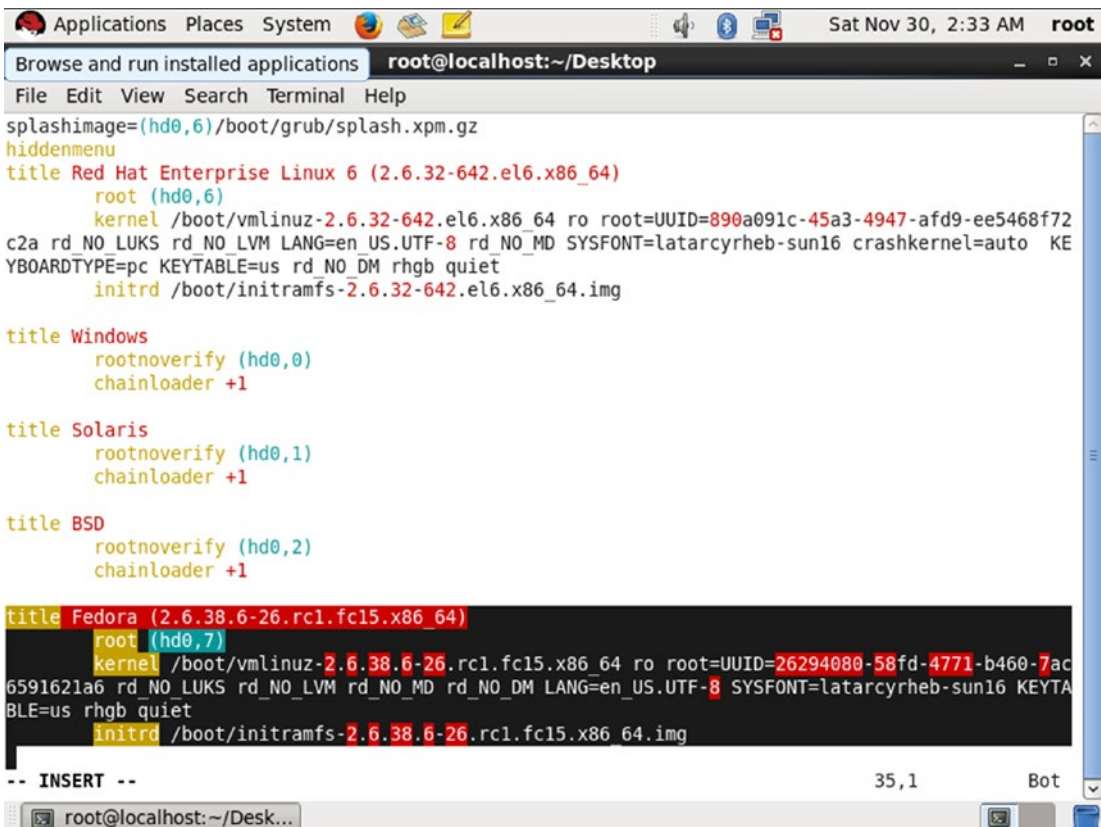 Applications Places System Sat Nov 30, 2:33 AM root
Browse and run installed applications root@localhost:~/Desktop
File Edit View Search Terminal Help
splashimage=(hd0,6)/boot/grub/splash.xpm.gz
hiddenmenu
title Red Hat Enterprise Linux 6 (2.6.32-642.el6.x86_64)
root (hd0,6)
kernel /boot/vmlinuz-2.6.32-642.el6.x86_64 ro root=UUID=890a091c-45a3-4947-afd9-ee5468f72
c2a rd_NO_LUKS rd_NO_LVM LANG=en_US.UTF-8 rd_NO_MD SYSFONT=latarcyrheb-sun16 crashkernel=auto KE
YBOARDTYPE=pc KEYTABLE=us rd_NO_DM rhgb quiet
initrd /boot/initramfs-2.6.32-642.el6.x86_64.img
title Windows
rootnoverify (hd0,0)
chainloader +1
title Solaris
rootnoverify (hd0,1)
chainloader +1
title BSD
rootnoverify (hd0,2)
chainloader +1
title Fedora (2.6.38.6-26.rc1.fc15.x86_64)
root (hd0,7)
kernel /boot/vmlinuz-2.6.38.6-26.rc1.fc15.x86_64 ro root=UUID=26294080-58fd-4771-b460-7ac
6591621a6 rd_NO_LUKS rd_NO_LVM rd_NO_MD rd_NO_DM LANG=en_US.UTF-8 SYSFONT=latarcyrheb-sun16 KEYTA
BLE=us rhgb quiet
initrd /boot/initramfs-2.6.38.6-26.rc1.fc15.x86_64.img
-- INSERT -- 35,1 Bot
root@localhost:~/Desk...